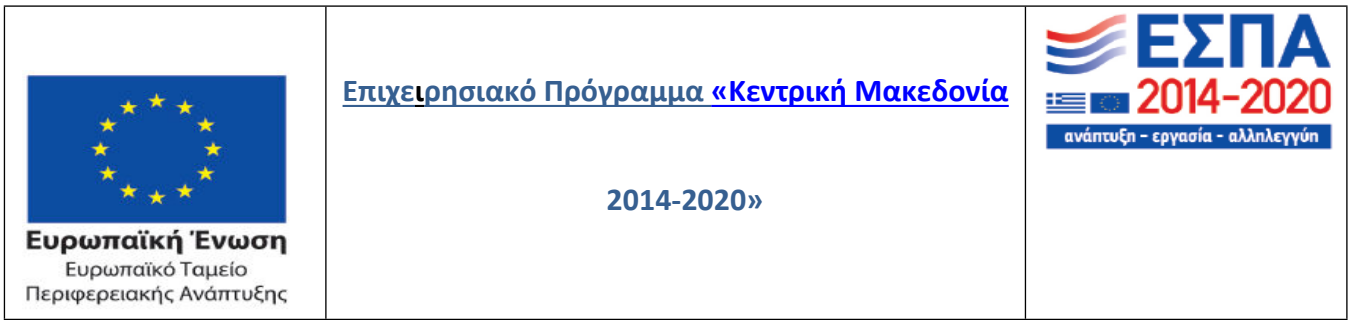 Ευρωπαϊκή Ένωση
Ευρωπαϊκό Ταμείο
Περιφερειακής Ανάπτυξης
Επιχειρησιακό Πρόγραμμα «Κεντρική Μακεδονία
2014-2020»
ΕΣΠΑ
2014-2020
ανάπτυξη - εργασία - αλληλεγγύη